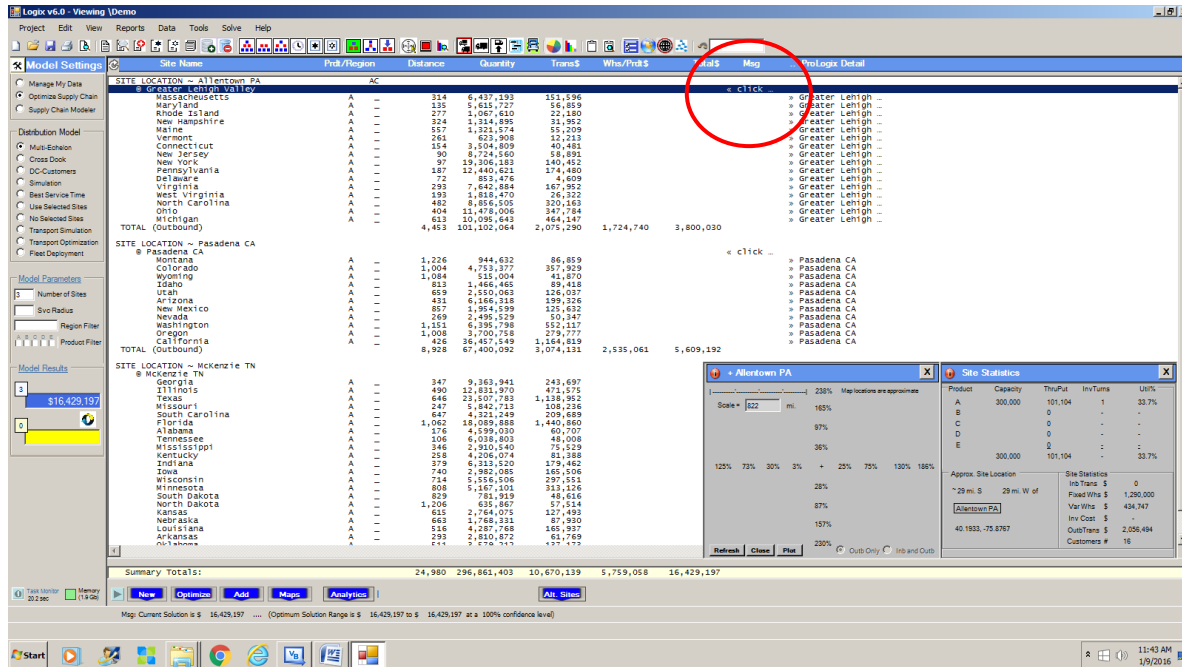 Logix v6.0 - Viewing \Demo
Project Edit View Reports Data Tools Solve Help
Model Settings Site Name Prdt/Region Distance Quantity Trans$ Whs/Prdt$ Total$ Msg ... ProLogix Detail
Manage My Data
Optimize Supply Chain
Supply Chain Modeler
Distribution Model
Multi-Echelon
Cross Dook
DC-Customers
Simulation
Best Service Time
Use Selected Sites
No Selected Sites
Transport Simulation
Transport Optimization
Fleet Deployment
Model Parameters
3 Number of Sites
Svc Radius
Region Filter
A B C D E Product Filter
Model Results
3
$16,429,197
0
SITE LOCATION ~ Allentown PA AC
@ Greater Lehigh Valley « click …
Massacheusetts A _ 314 6,437,193 151,596 » Greater Lehigh …
Maryland A _ 135 5,615,727 56,859 » Greater Lehigh …
Rhode Island A _ 277 1,067,610 22,180 » Greater Lehigh …
New Hampshire A _ 324 1,314,895 31,952 » Greater Lehigh …
Maine A _ 557 1,321,574 55,209 » Greater Lehigh …
Vermont A _ 261 623,908 12,213 » Greater Lehigh …
Connecticut A _ 154 3,504,809 40,481 » Greater Lehigh …
New Jersey A _ 90 8,724,560 58,891 » Greater Lehigh …
New York A _ 97 19,306,183 140,452 » Greater Lehigh …
Pennsylvania A _ 187 12,440,621 174,480 » Greater Lehigh …
Delaware A _ 72 853,476 4,609 » Greater Lehigh …
Virginia A _ 293 7,642,884 167,952 » Greater Lehigh …
West Virginia A _ 193 1,818,470 26,322 » Greater Lehigh …
North Carolina A _ 482 8,856,505 320,163 » Greater Lehigh …
Ohio A _ 404 11,478,006 347,784 » Greater Lehigh …
Michigan A _ 613 10,095,643 464,147 » Greater Lehigh …
TOTAL (Outbound) 4,453 101,102,064 2,075,290 1,724,740 3,800,030
SITE LOCATION ~ Pasadena CA
@ Pasadena CA « click …
Montana A _ 1,226 944,632 86,859 » Pasadena CA
Colorado A _ 1,004 4,753,377 357,929 » Pasadena CA
Wyoming A _ 1,084 515,004 41,870 » Pasadena CA
Idaho A _ 813 1,466,465 89,418 » Pasadena CA
Utah A _ 659 2,550,063 126,037 » Pasadena CA
Arizona A _ 431 6,166,318 199,326 » Pasadena CA
New Mexico A _ 857 1,954,599 125,632 » Pasadena CA
Nevada A _ 269 2,495,529 50,347 » Pasadena CA
Washington A _ 1,151 6,395,798 552,117 » Pasadena CA
Oregon A _ 1,008 3,700,758 279,777 » Pasadena CA
California A _ 426 36,457,549 1,164,819 » Pasadena CA
TOTAL (Outbound) 8,928 67,400,092 3,074,131 2,535,061 5,609,192
SITE LOCATION ~ McKenzie TN
@ McKenzie TN
Georgia A _ 347 9,363,941 243,697
Illinois A _ 490 12,831,970 471,575
Texas A _ 646 23,507,783 1,138,952
Missouri A _ 247 5,842,713 108,236
South Carolina A _ 647 4,321,249 209,689
Florida A _ 1,062 18,089,888 1,440,860
Alabama A _ 176 4,599,030 60,707
Tennessee A _ 106 6,038,803 48,008
Mississippi A _ 346 2,910,540 75,529
Kentucky A _ 258 4,206,074 81,388
Indiana A _ 379 6,313,520 179,462
Iowa A _ 740 2,982,085 165,506
Wisconsin A _ 714 5,556,506 297,551
Minnesota A _ 808 5,167,101 313,126
South Dakota A _ 829 781,919 48,616
North Dakota A _ 1,206 635,867 57,514
Kansas A _ 615 2,764,075 127,493
Nebraska A _ 663 1,768,331 87,930
Louisiana A _ 516 4,287,768 165,937
Arkansas A _ 293 2,810,872 61,769
Oklahoma A _ 511 3,579,212 137,173
+ Allentown PA X
238% Map locations are approximate
Scale = 822 mi. 165%
97%
36%
125% 73% 30% 3% + 25% 75% 130% 186%
28%
87%
157%
230%
Refresh Close Plot Outb Only Inb and Outb
Site Statistics X
Product Capacity ThruPut InvTurns Util%
A 300,000 101,104 1 33.7%
B 0 - -
C 0 - -
D 0 - -
E 0 - -
300,000 101,104 - 33.7%
Approx. Site Location
~ 29 mi. S 29 mi. W of
Allentown PA
40.1933, -75.8767
Site Statistics
Inb Trans $ 0
Fixed Whs $ 1,290,000
Var Whs $ 434,747
Inv Cost $ -
OutbTrans $ 2,056,494
Customers # 16
Summary Totals: 24,980 296,861,403 10,670,139 5,759,058 16,429,197
Task Monitor 20.2 sec Memory (1.9 Gb) New Optimize Add Maps Analytics Alt. Sites
Msg: Current Solution is $ 16,429,197 .... (Optimum Solution Range is $ 16,429,197 to $ 16,429,197 at a 100% confidence level)
Start 11:43 AM
1/9/2016